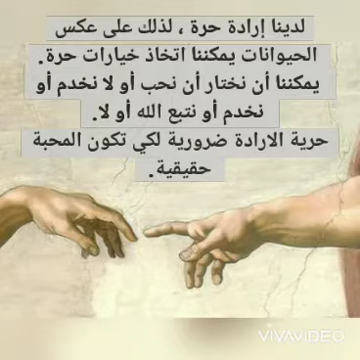 لدينا إرادة حرة ، لذلك على عكس
الحيوانات يمكننا اتخاذ خيارات حرة.
يمكننا أن نختار أن نحب أو لا نخدم أو
نخدم أو نتبع الله أو لا.
حرية الارادة ضرورية لكي تكون المحبة
حقيقية.
VIVAVIDEO